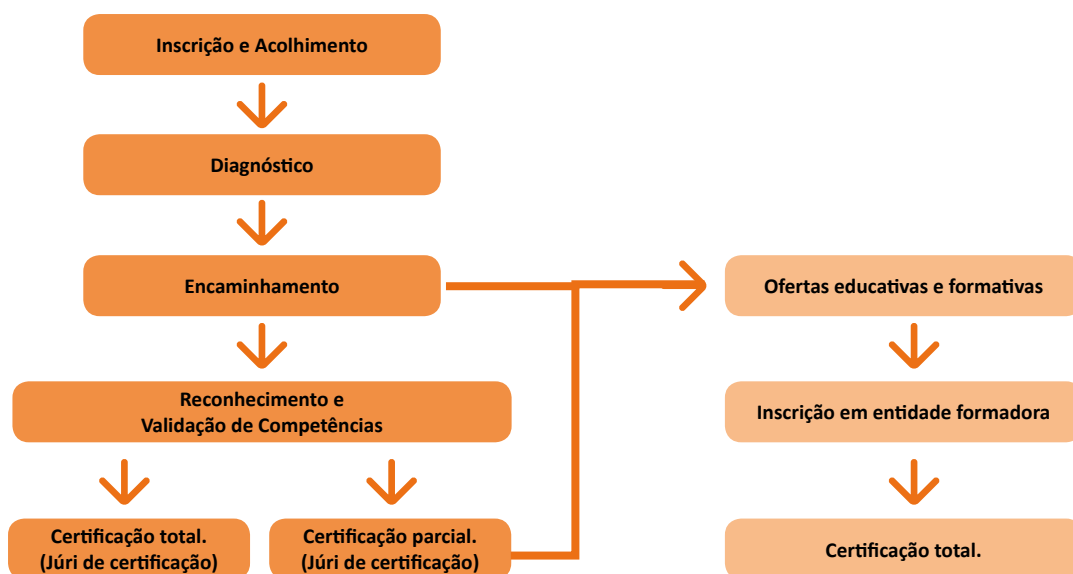 Inscrição e Acolhimento
Diagnóstico
Encaminhamento
Reconhecimento e
Validação de Competências
Certificação total.
(Júri de certificação)
Certificação parcial.
(Júri de certificação)
Ofertas educativas e formativas
Inscrição em entidade formadora
Certificação total.